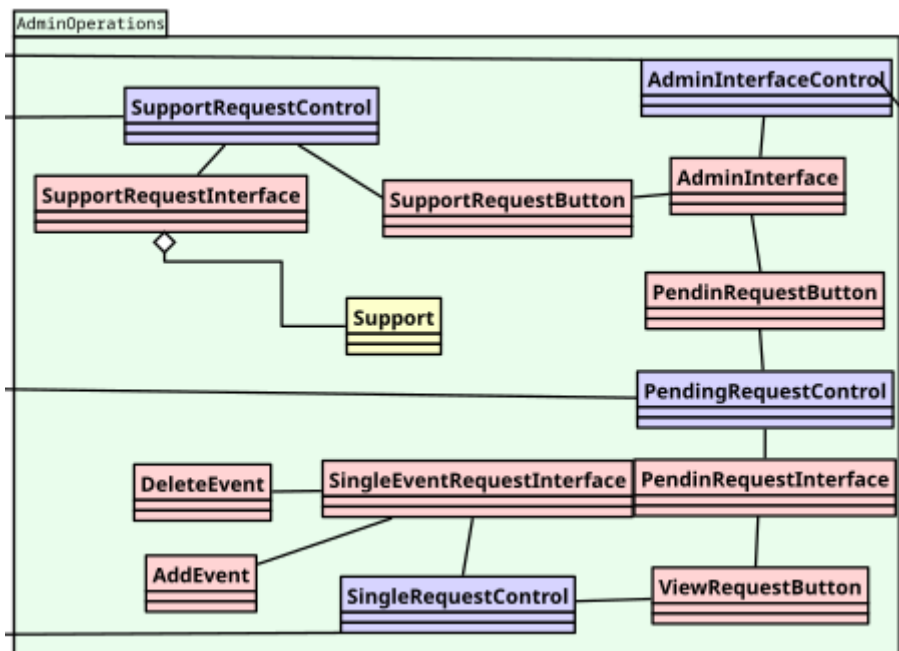 AdminOperations
AdminInterfaceControl
SupportRequestControl
AdminInterface
SupportRequestInterface
SupportRequestButton
PendinRequestButton
Support
PendingRequestControl
DeleteEvent
SingleEventRequestInterface
PendinRequestInterface
AddEvent
SingleRequestControl
ViewRequestButton